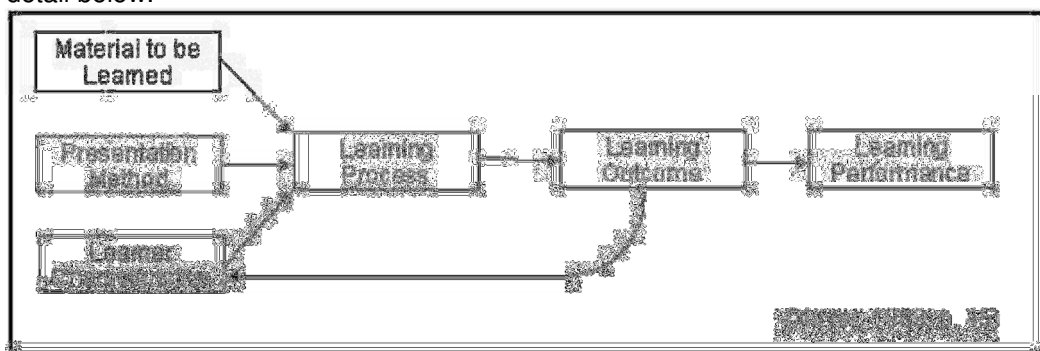 detail below.
Material to be
Learned
Presentation
Method
Learning
Process
Learning
Outcome
Learning
Performance
Learner